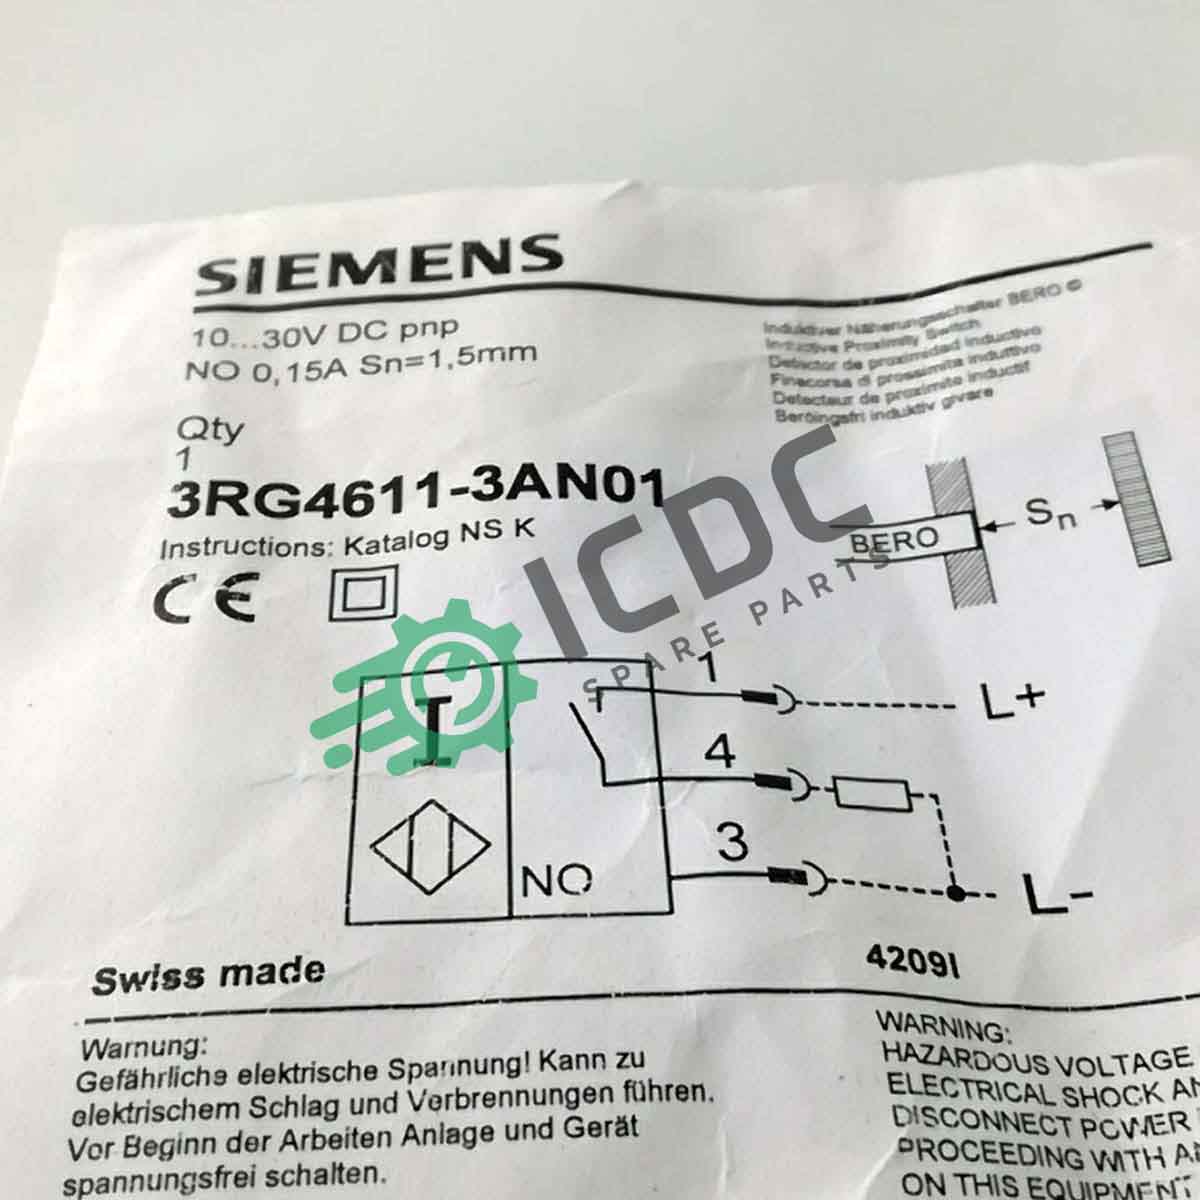 SIEMENS
10...30V DC pnp
NO 0,15A Sn=1,5mm
Induktiver Näherungsschalter BERO ®
Inductive Proximity Switch
Detector de proximidad inductivo
Finecorsa di prossimita induttivo
Detecteur de proximite inductif
Beröingsfri induktiv givare
Qty
1
3RG4611-3AN01
Instructions: Katalog NS K
CE
BERO
Sn
ICDC
SPARE PARTS
I
NO
1
L+
4
3
L-
Swiss made
4209I
Warnung:
Gefährliche elektrische Spannung! Kann zu
elektrischem Schlag und Verbrennungen führen.
Vor Beginn der Arbeiten Anlage und Gerät
spannungsfrei schalten.
WARNING:
HAZARDOUS VOLTAGE
ELECTRICAL SHOCK AN
DISCONNECT POWER
PROCEEDING WITH AN
ON THIS EQUIPMENT